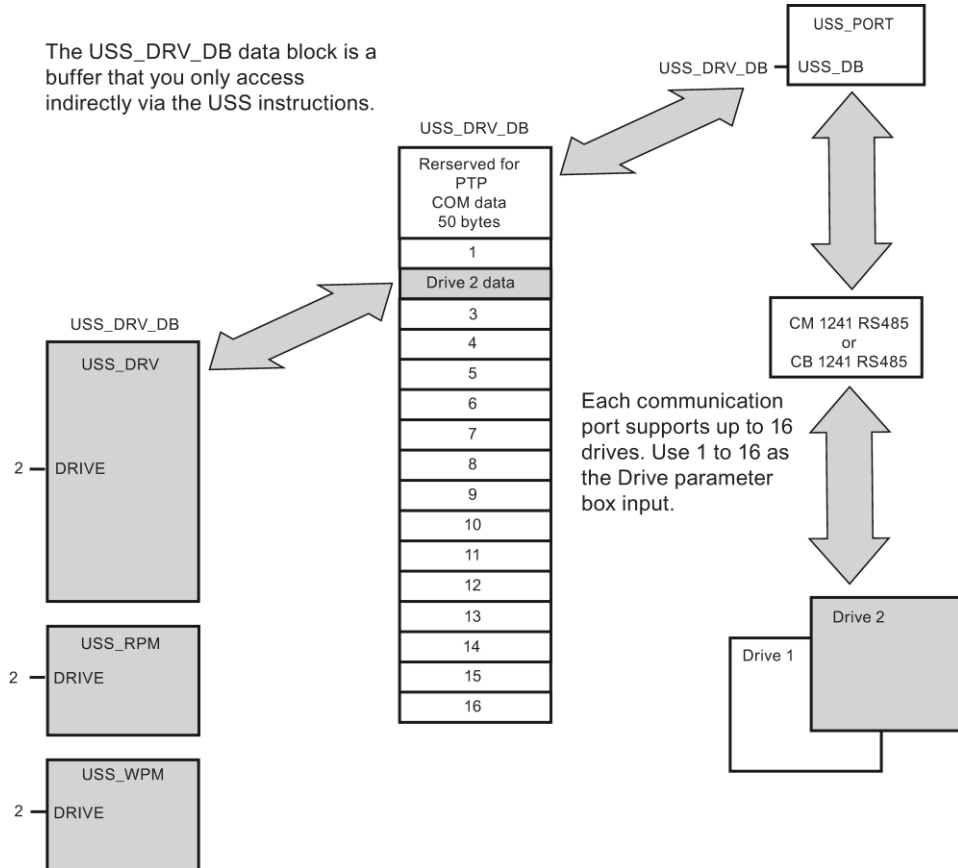 The USS_DRV_DB data block is a
buffer that you only access
indirectly via the USS instructions.
USS_PORT
USS_DRV_DB
USS_DB
USS_DRV_DB
Rerserved for
PTP
COM data
50 bytes
1
Drive 2 data
3
4
5
6
7
8
9
10
11
12
13
14
15
16
USS_DRV_DB
USS_DRV
2
DRIVE
USS_RPM
2
DRIVE
USS_WPM
2
DRIVE
CM 1241 RS485
or
CB 1241 RS485
Each communication
port supports up to 16
drives. Use 1 to 16 as
the Drive parameter
box input.
Drive 2
Drive 1